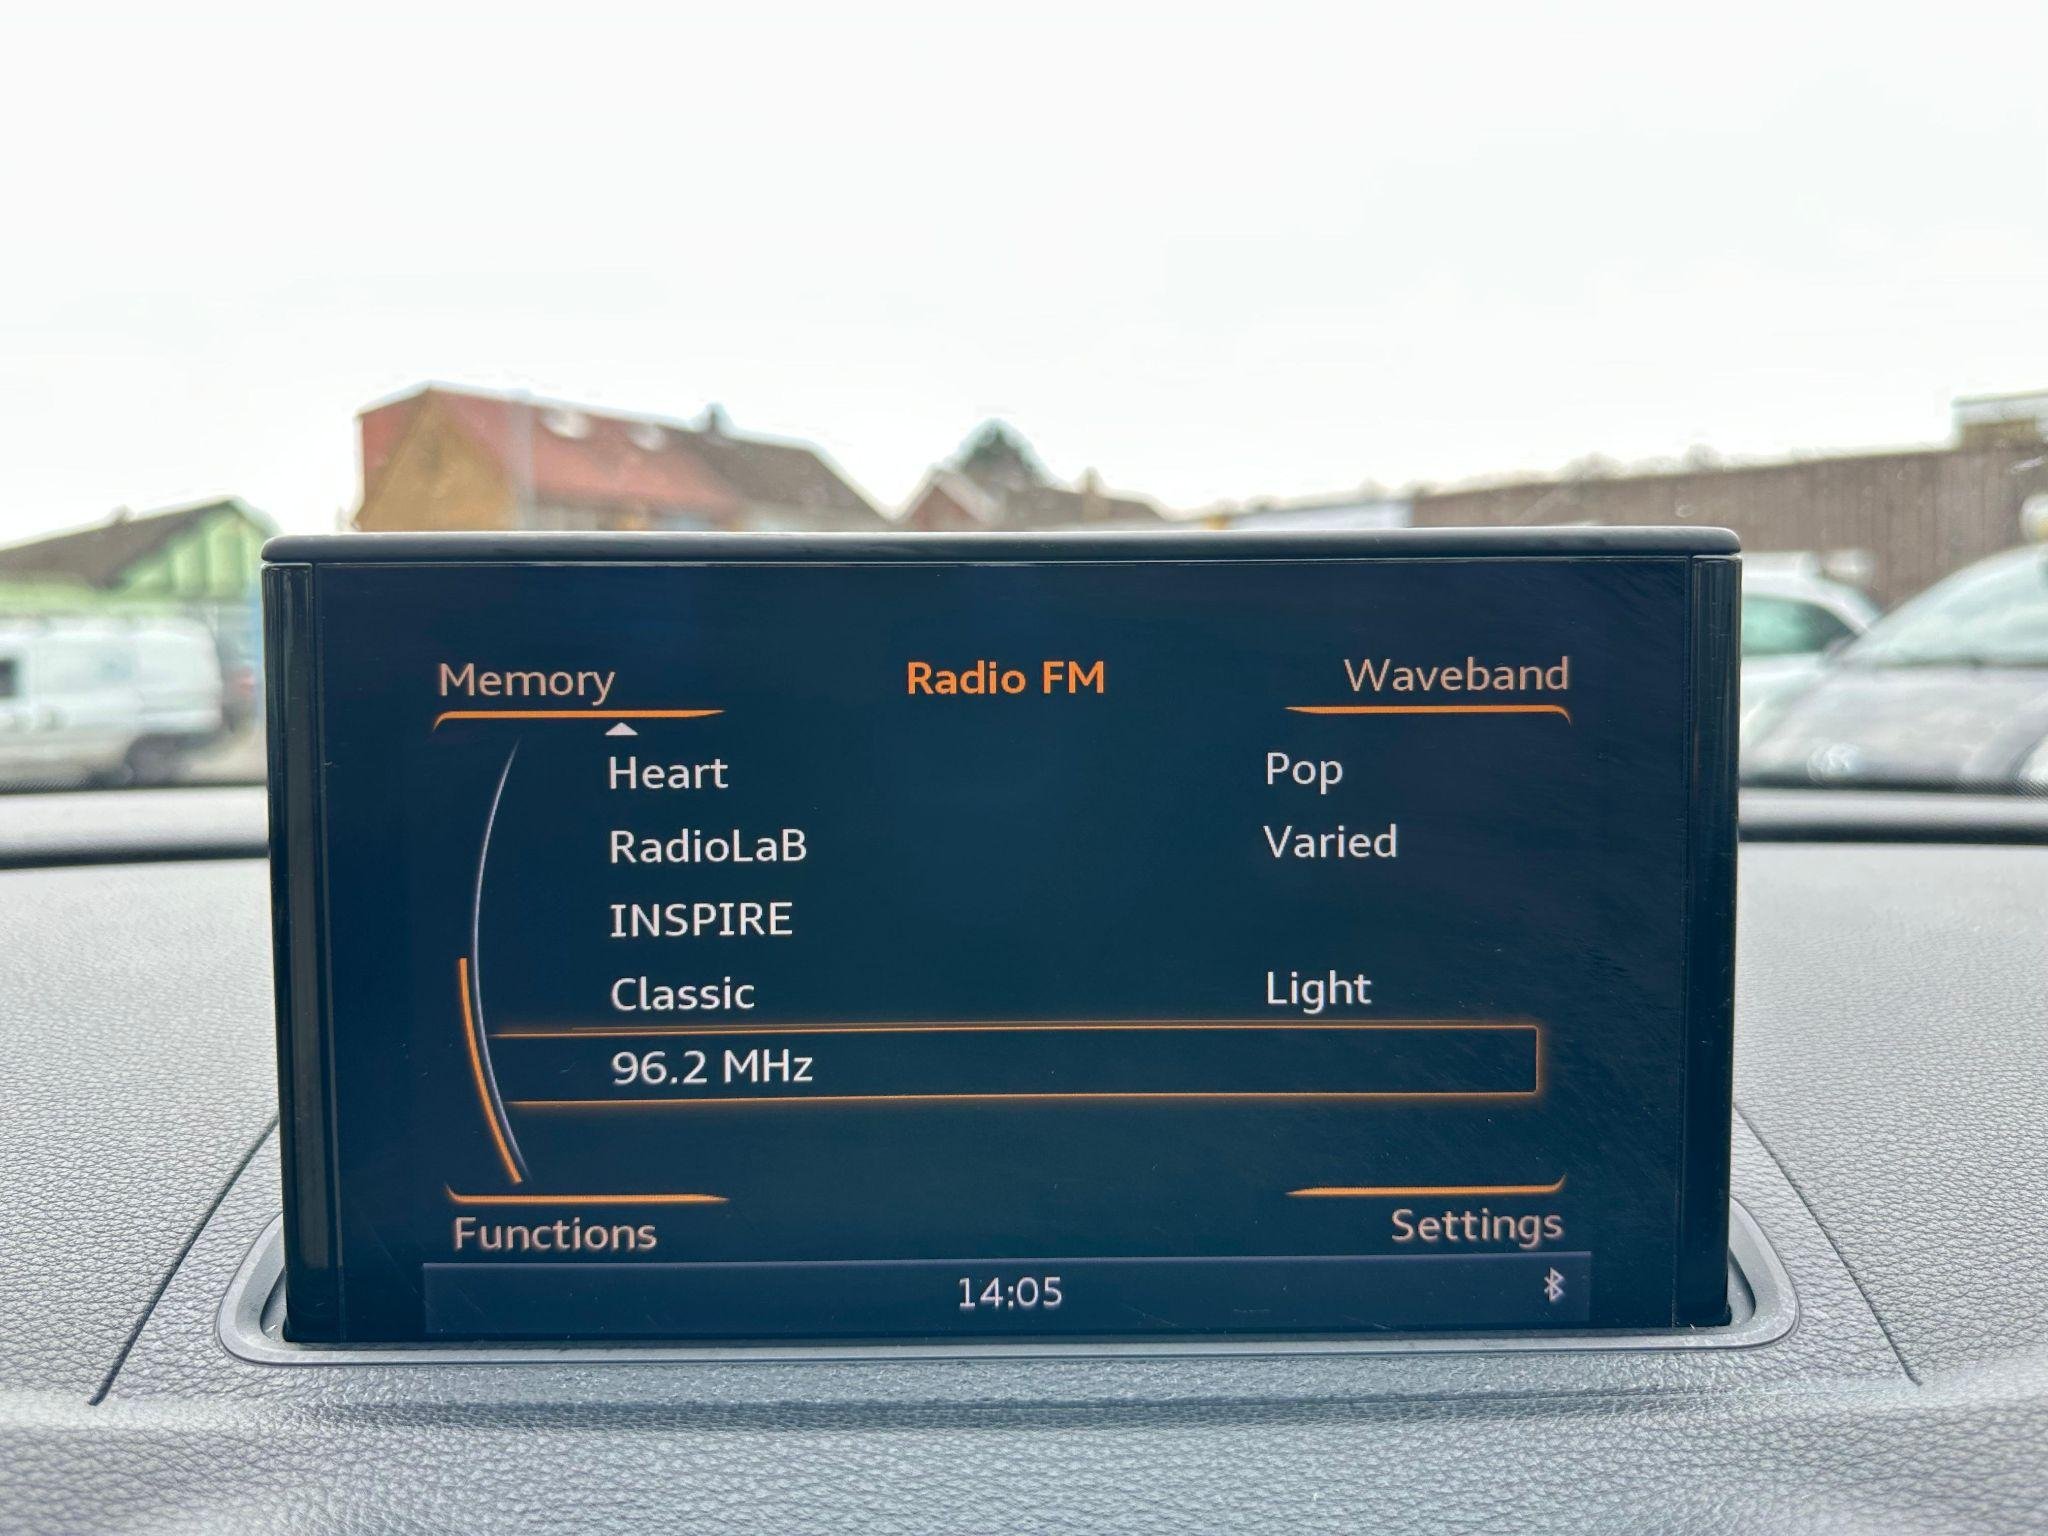 Memory Radio FM Waveband
Heart Pop
RadioLaB Varied
INSPIRE
Classic Light
96.2 MHz
Functions Settings
14:05